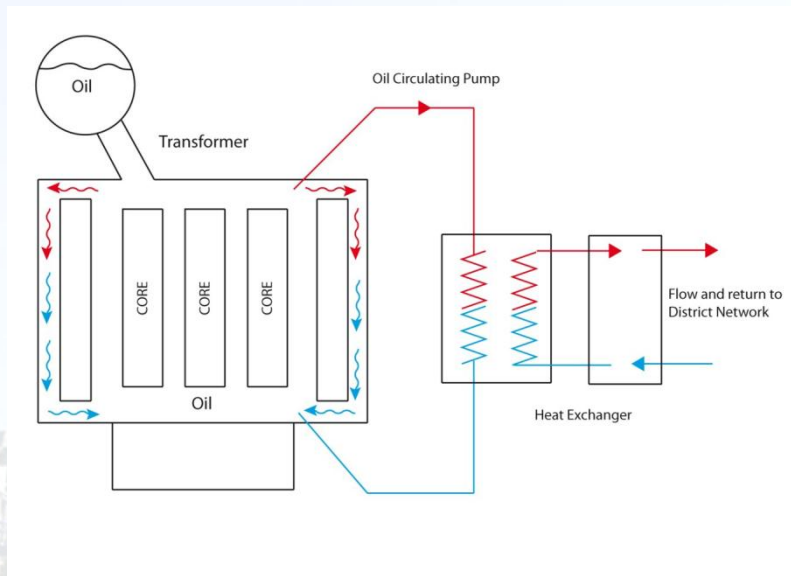 Oil
Transformer
Oil Circulating Pump
CORE
CORE
CORE
Oil
Flow and return to
District Network
Heat Exchanger